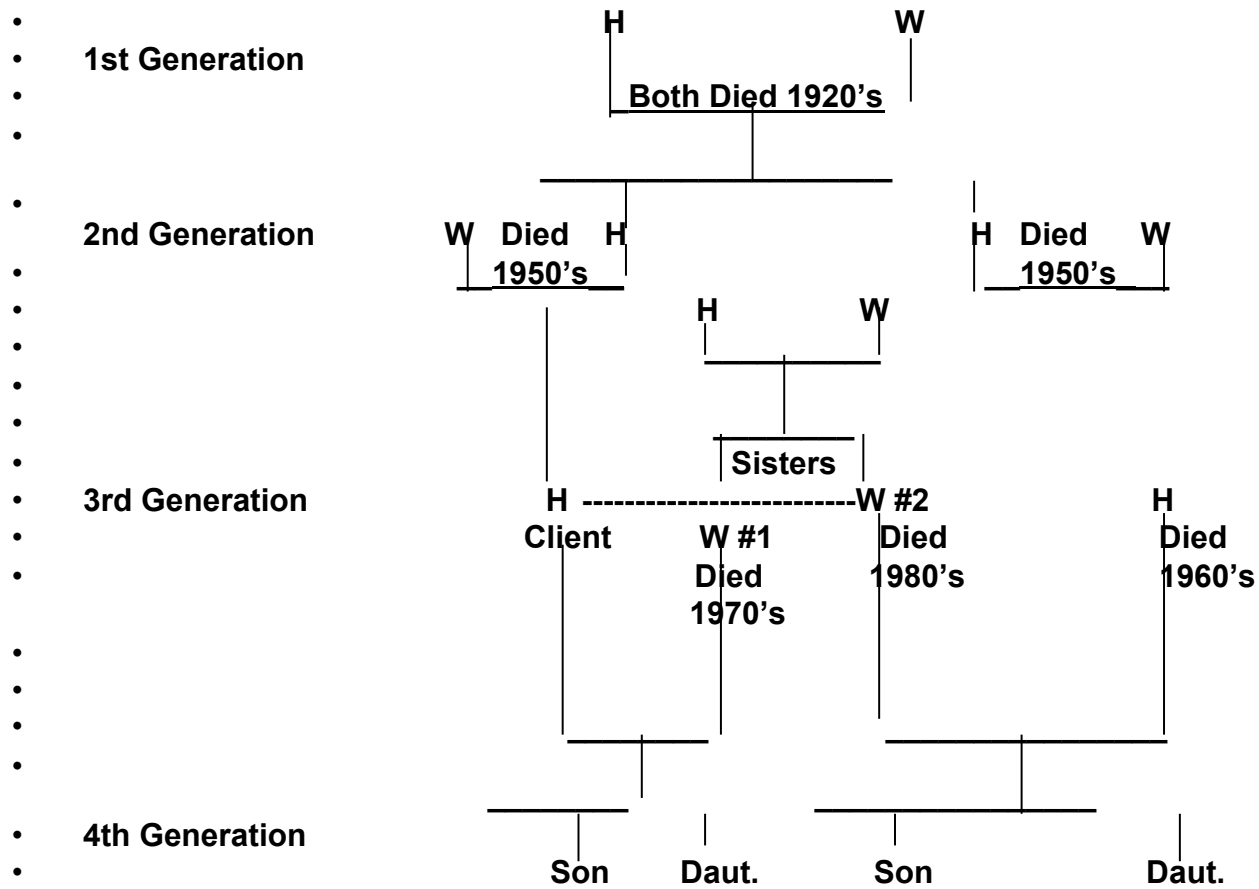 • H W
• 1st Generation
• Both Died 1920’s
•
•
2nd Generation W Died H H Died W
• 1950’s 1950’s
• H W
•
•
•
• Sisters
• 3rd Generation H --------------------------W #2 H
• Client W #1 Died Died
• Died 1980’s 1960’s
1970’s
•
•
•
•
• 4th Generation
• Son Daut. Son Daut.